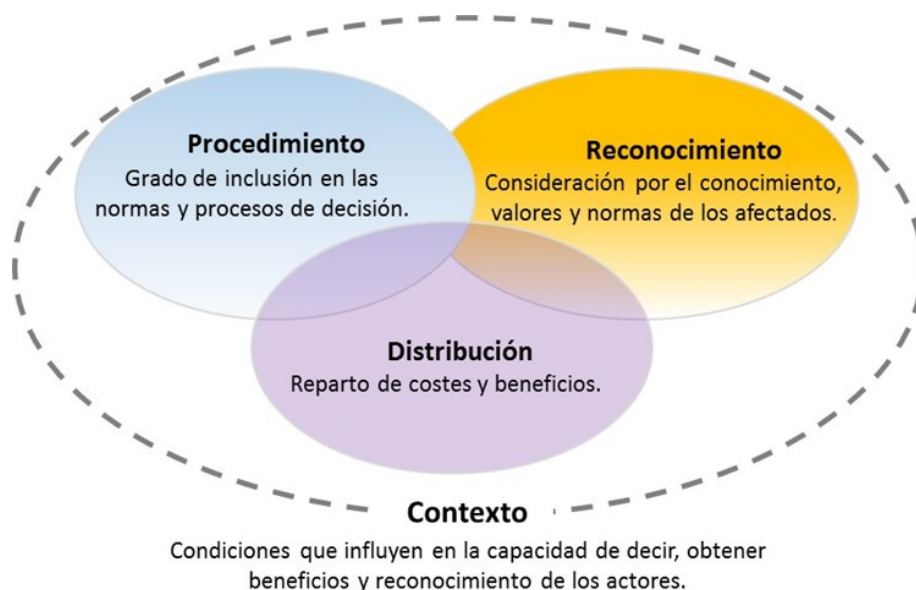 Procedimiento
Grado de inclusión en las
normas y procesos de decisión.
Reconocimiento
Consideración por el conocimiento,
valores y normas de los afectados.
Distribución
Reparto de costes y beneficios.
Contexto
Condiciones que influyen en la capacidad de decir, obtener
beneficios y reconocimiento de los actores.